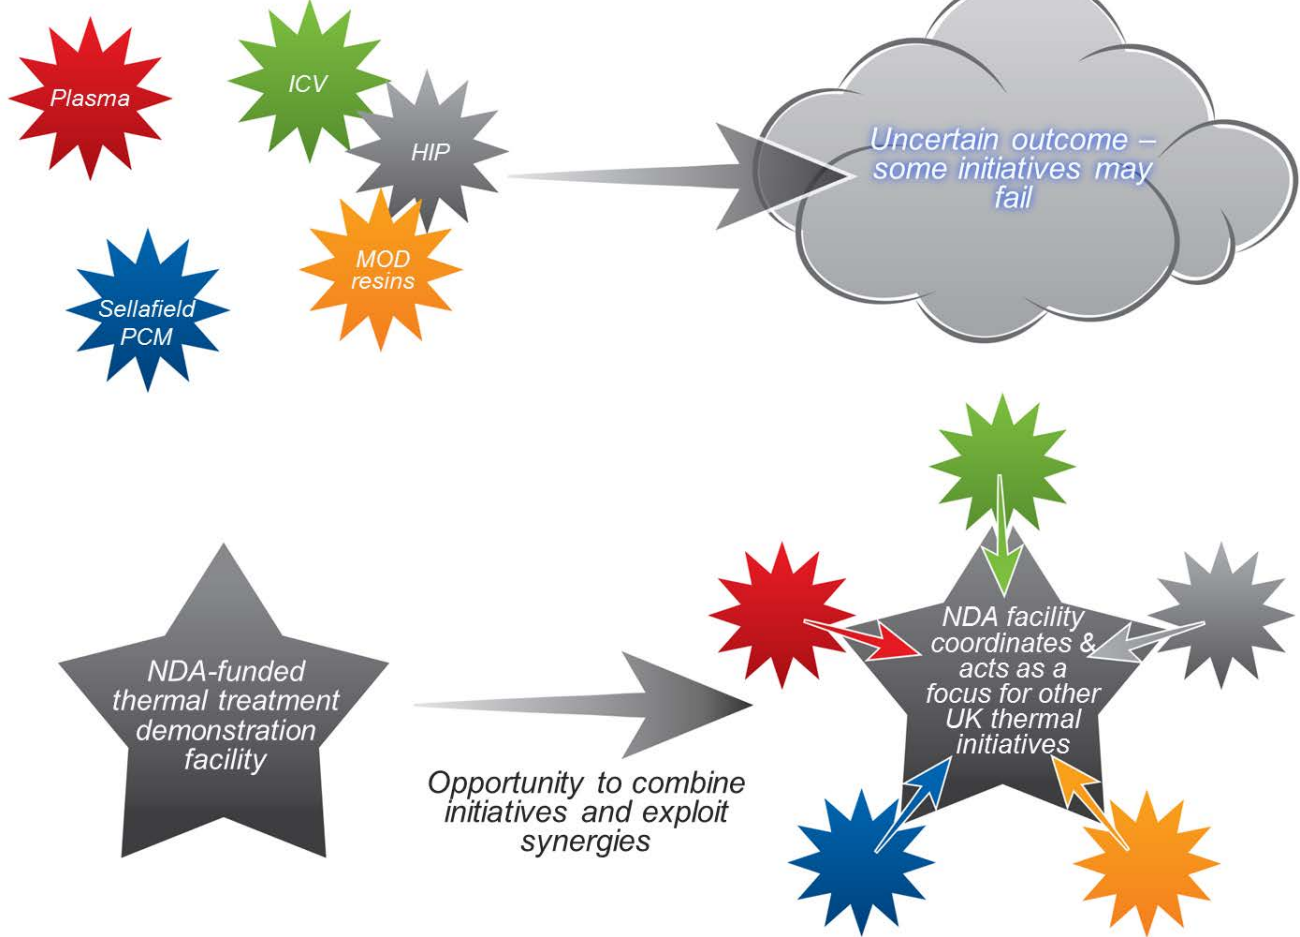 Plasma
ICV
HIP
MOD
resins
Sellafield
PCM
Uncertain outcome –
some initiatives may
fail
NDA-funded
thermal treatment
demonstration
facility
Opportunity to combine
initiatives and exploit
synergies
NDA facility
coordinates &
acts as a
focus for other
UK thermal
initiatives